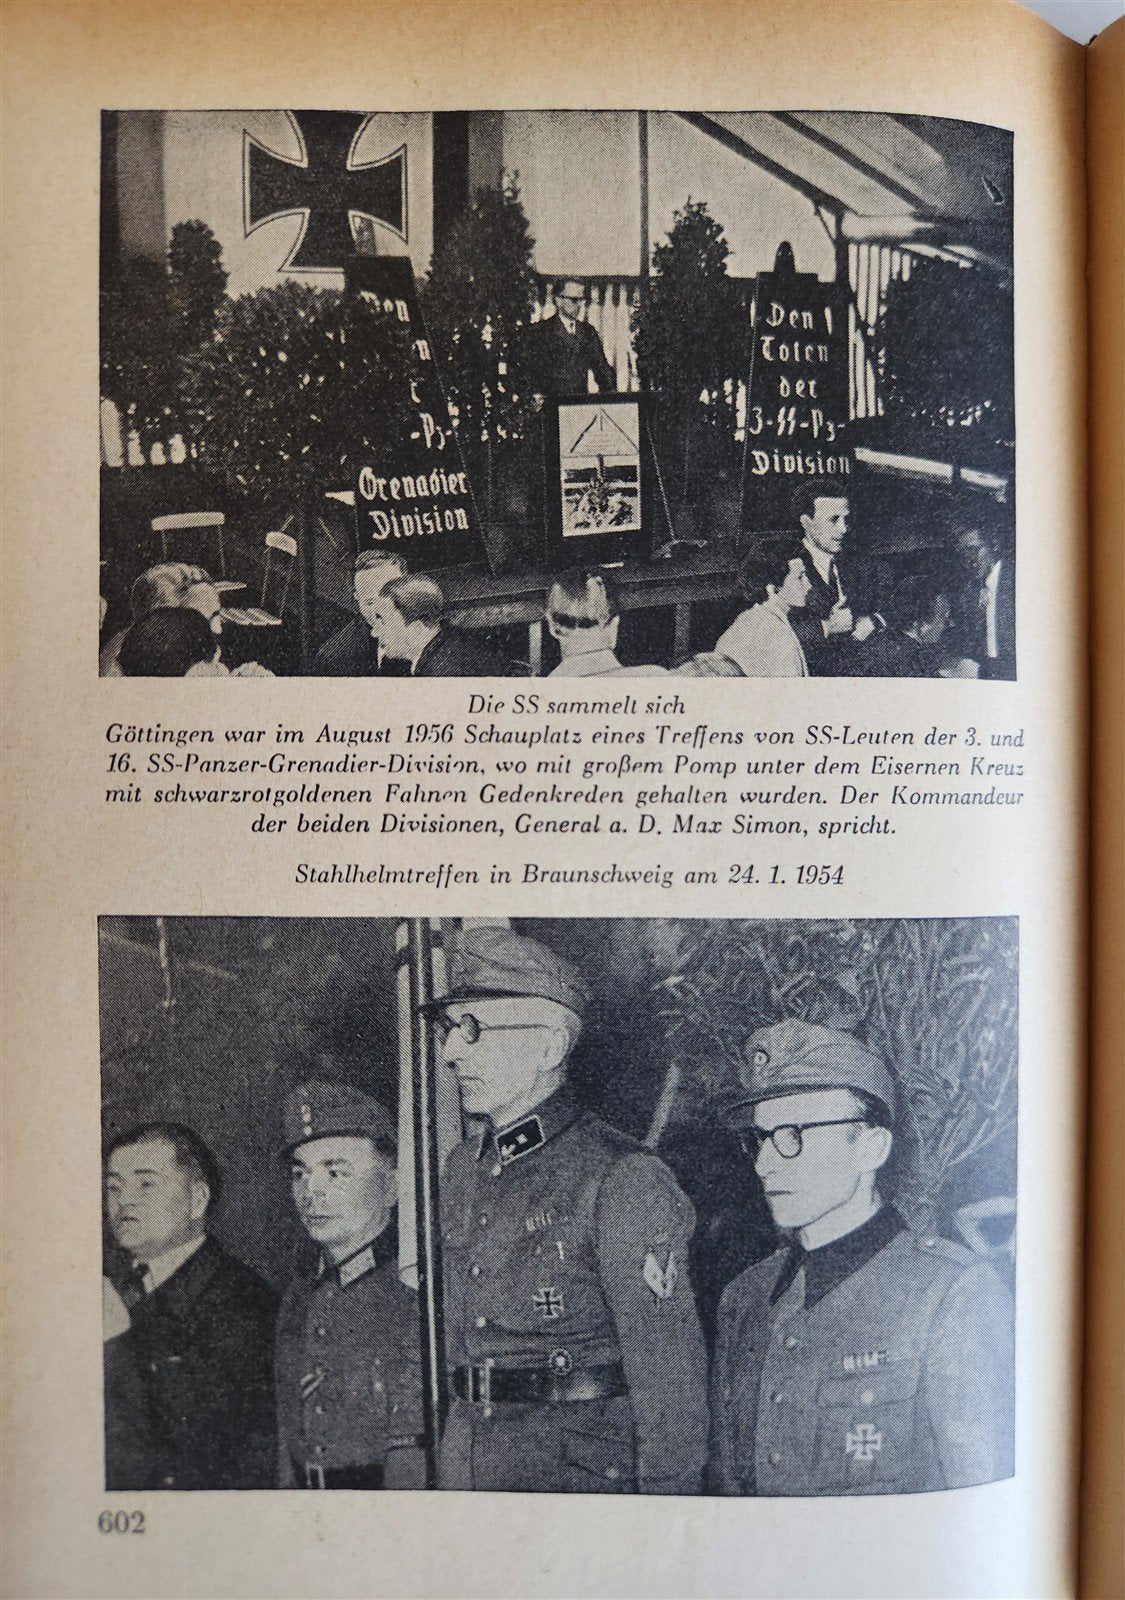 Den
-Pz-
Grenadier
Division
Den
Toten
der
3-SS-Pz-
Division
Die SS sammelt sich
Göttingen war im August 1956 Schauplatz eines Treffens von SS-Leuten der 3. und
16. SS-Panzer-Grenadier-Division, wo mit großem Pomp unter dem Eisernen Kreuz
mit schwarzrotgoldenen Fahnen Gedenkreden gehalten wurden. Der Kommandeur
der beiden Divisionen, General a. D. Max Simon, spricht.
Stahlhelmtreffen in Braunschweig am 24. 1. 1954
602